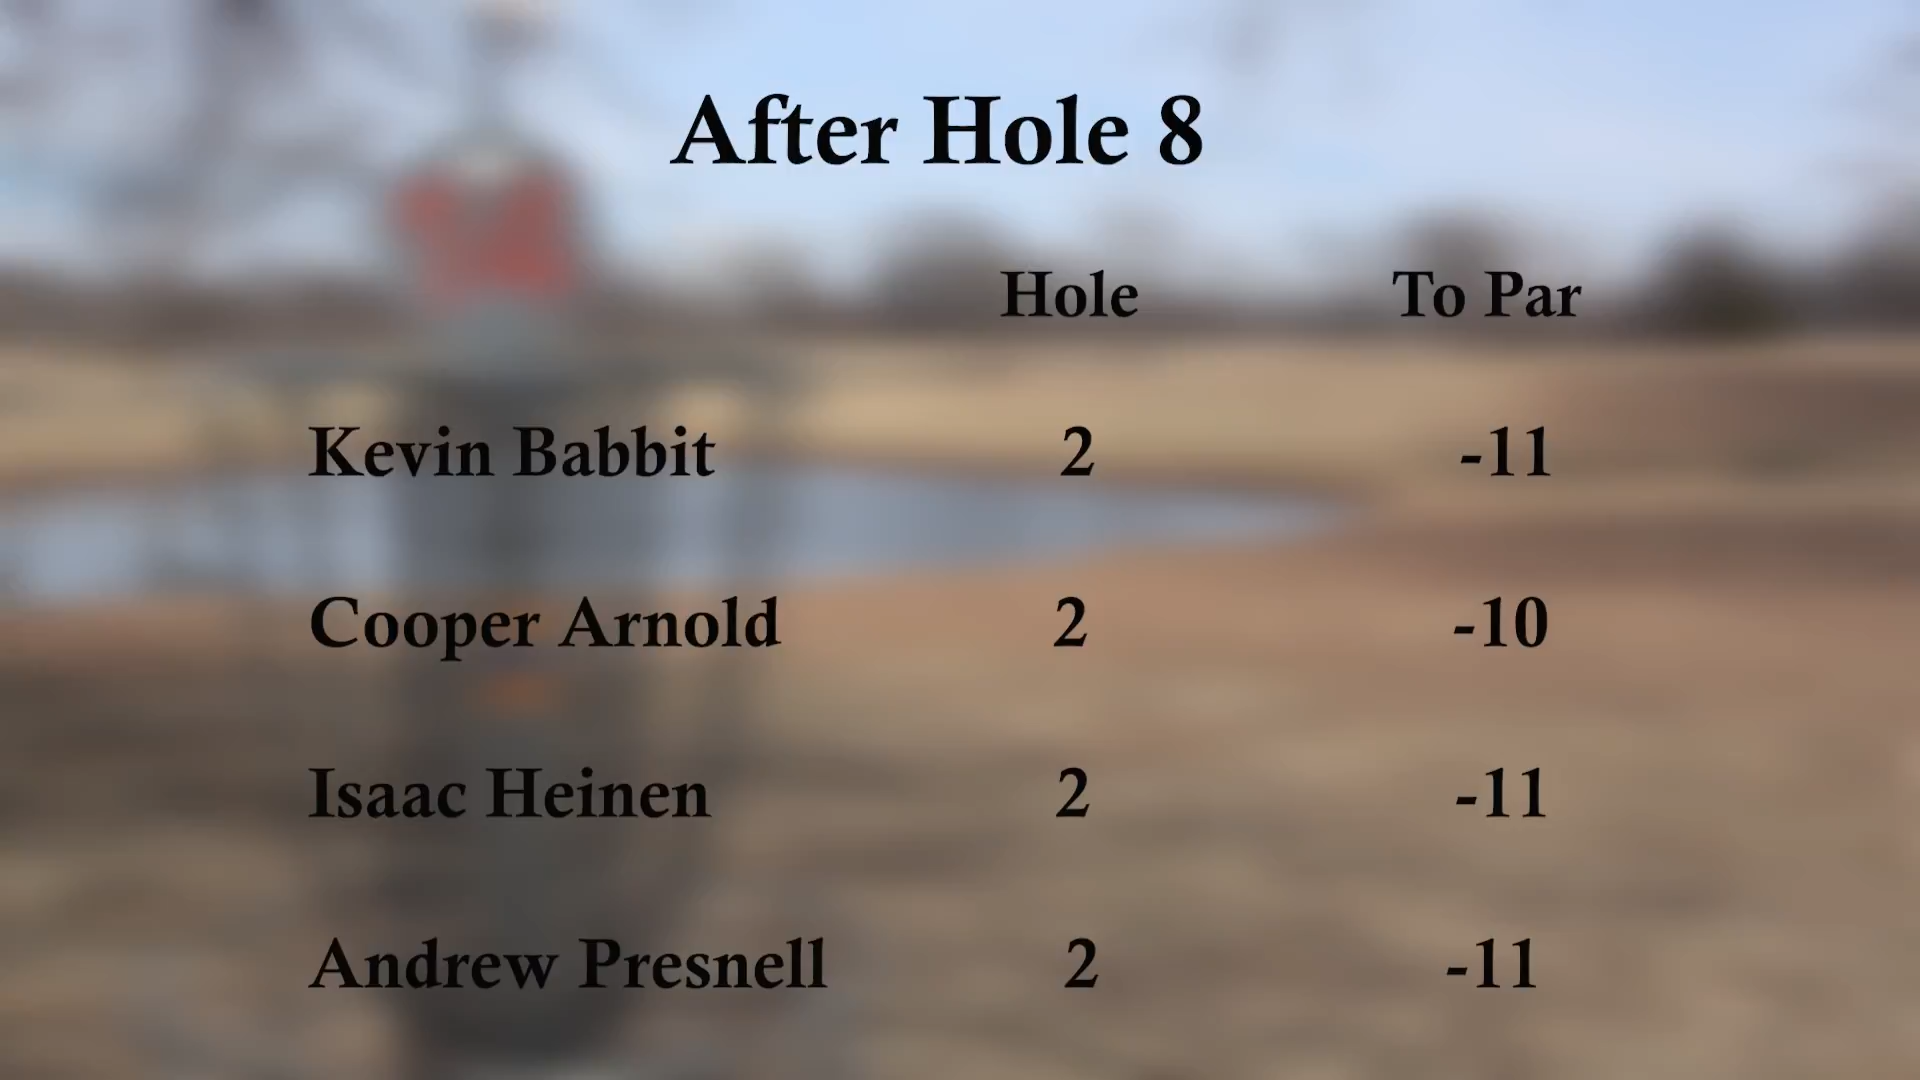 After Hole 8
Hole To Par
Kevin Babbit 2 -11
Cooper Arnold 2 -10
Isaac Heinen 2 -11
Andrew Presnell 2 -11